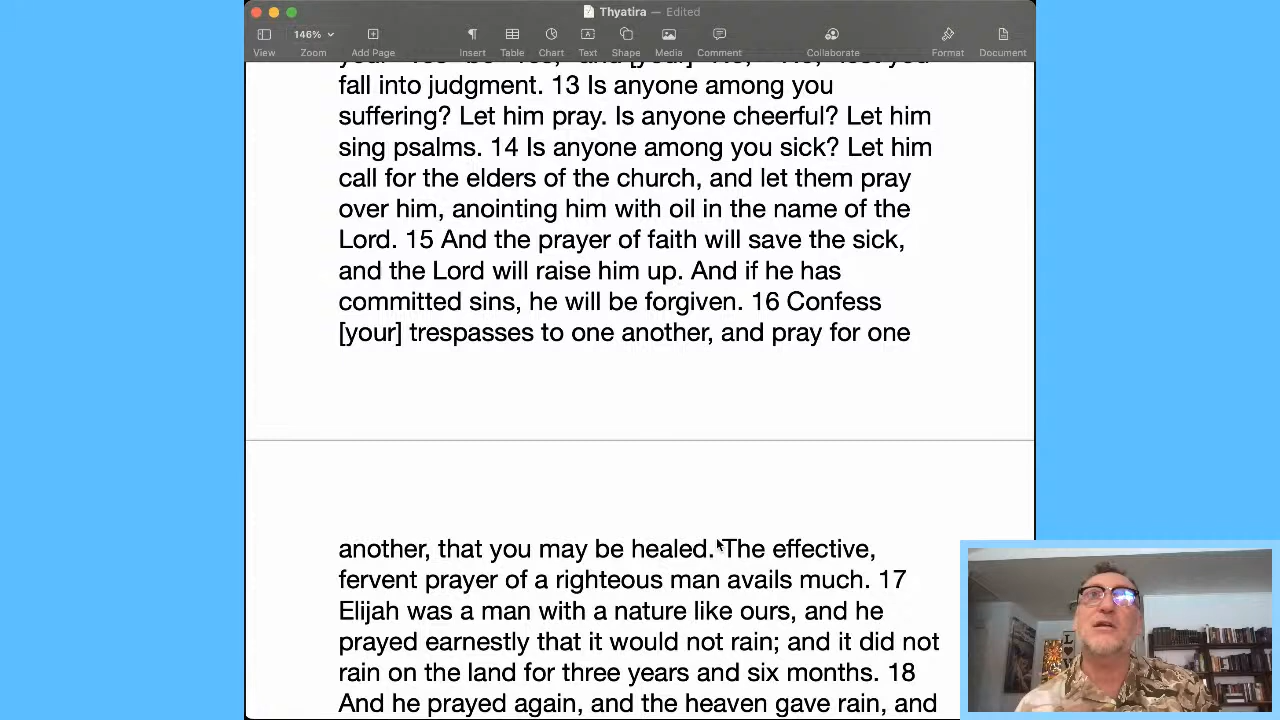 Thyatira — Edited
146%
View
Zoom
Add Page
Insert
Table
Chart
Text
Shape
Media
Comment
Collaborate
Format
Document
fall into judgment. 13 Is anyone among you
suffering? Let him pray. Is anyone cheerful? Let him
sing psalms. 14 Is anyone among you sick? Let him
call for the elders of the church, and let them pray
over him, anointing him with oil in the name of the
Lord. 15 And the prayer of faith will save the sick,
and the Lord will raise him up. And if he has
committed sins, he will be forgiven. 16 Confess
[your] trespasses to one another, and pray for one
another, that you may be healed. The effective,
fervent prayer of a righteous man avails much. 17
Elijah was a man with a nature like ours, and he
prayed earnestly that it would not rain; and it did not
rain on the land for three years and six months. 18
And he prayed again, and the heaven gave rain, and